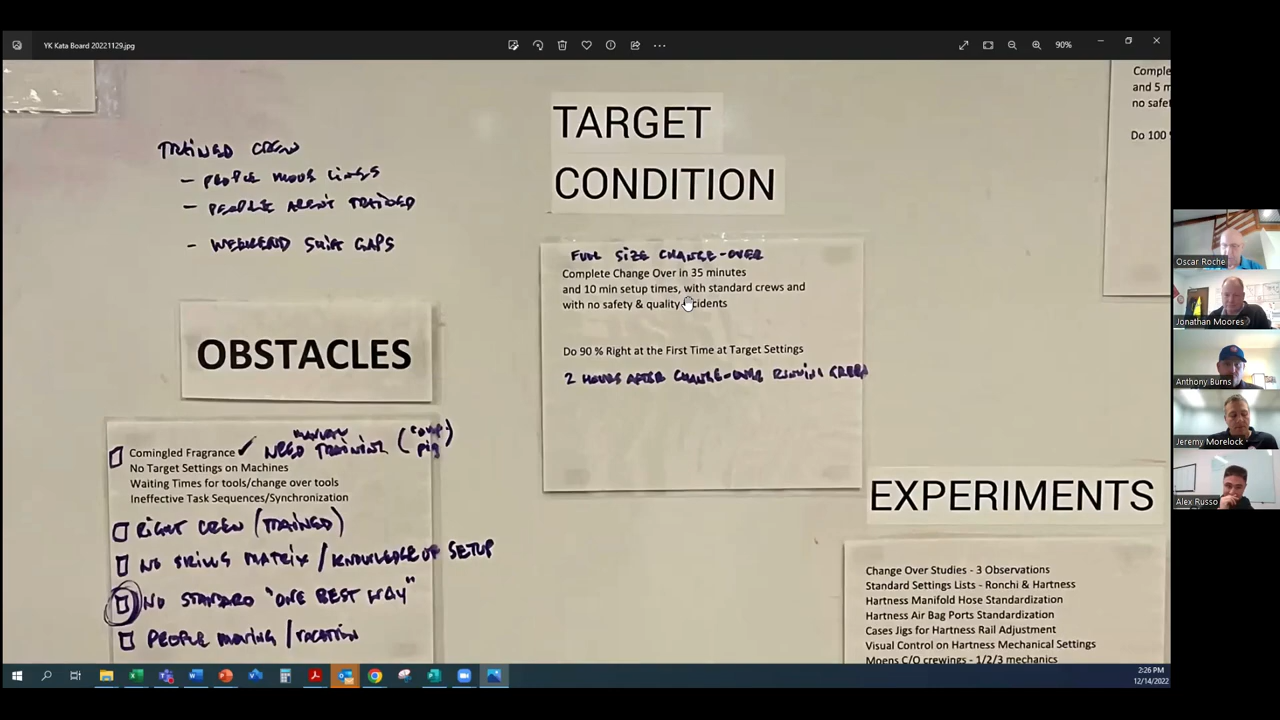 YK Kata Board 20221129.jpg
90%
TRAINED CREW
- PEOPLE MOVE LINES
- PEOPLE AREN'T TRAINED
- WEEKEND SHIFT GAPS
OBSTACLES
Comingled Fragrance ✓ NEED TRAINING
No Target Settings on Machines
Waiting Times for tools/change over tools
Ineffective Task Sequences/Synchronization
RIGHT CREW (TRAINED)
NO SKILLS MATRIX / KNOWLEDGE OF SETUP
NO STANDARD "ONE BEST WAY"
PEOPLE MOVING / VACATION
TARGET
CONDITION
FULL SIZE CHANGE-OVER
Complete Change Over in 35 minutes
and 10 min setup times, with standard crews and
with no safety & quality incidents
Do 90 % Right at the First Time at Target Settings
2 HOURS AFTER CHANGE-OVER RUNNING GREEN
EXPERIMENTS
Change Over Studies - 3 Observations
Standard Settings Lists - Ronchi & Hartness
Hartness Manifold Hose Standardization
Hartness Air Bag Ports Standardization
Cases Jigs for Hartness Rail Adjustment
Visual Control on Hartness Mechanical Settings
Moens C/O crewings - 1/2/3 mechanics
Comple
and 5 m
no safet
Do 100
Oscar Roche
Jonathan Moores
Anthony Burns
Jeremy Morelock
Alex Russo
2:26 PM
12/14/2022